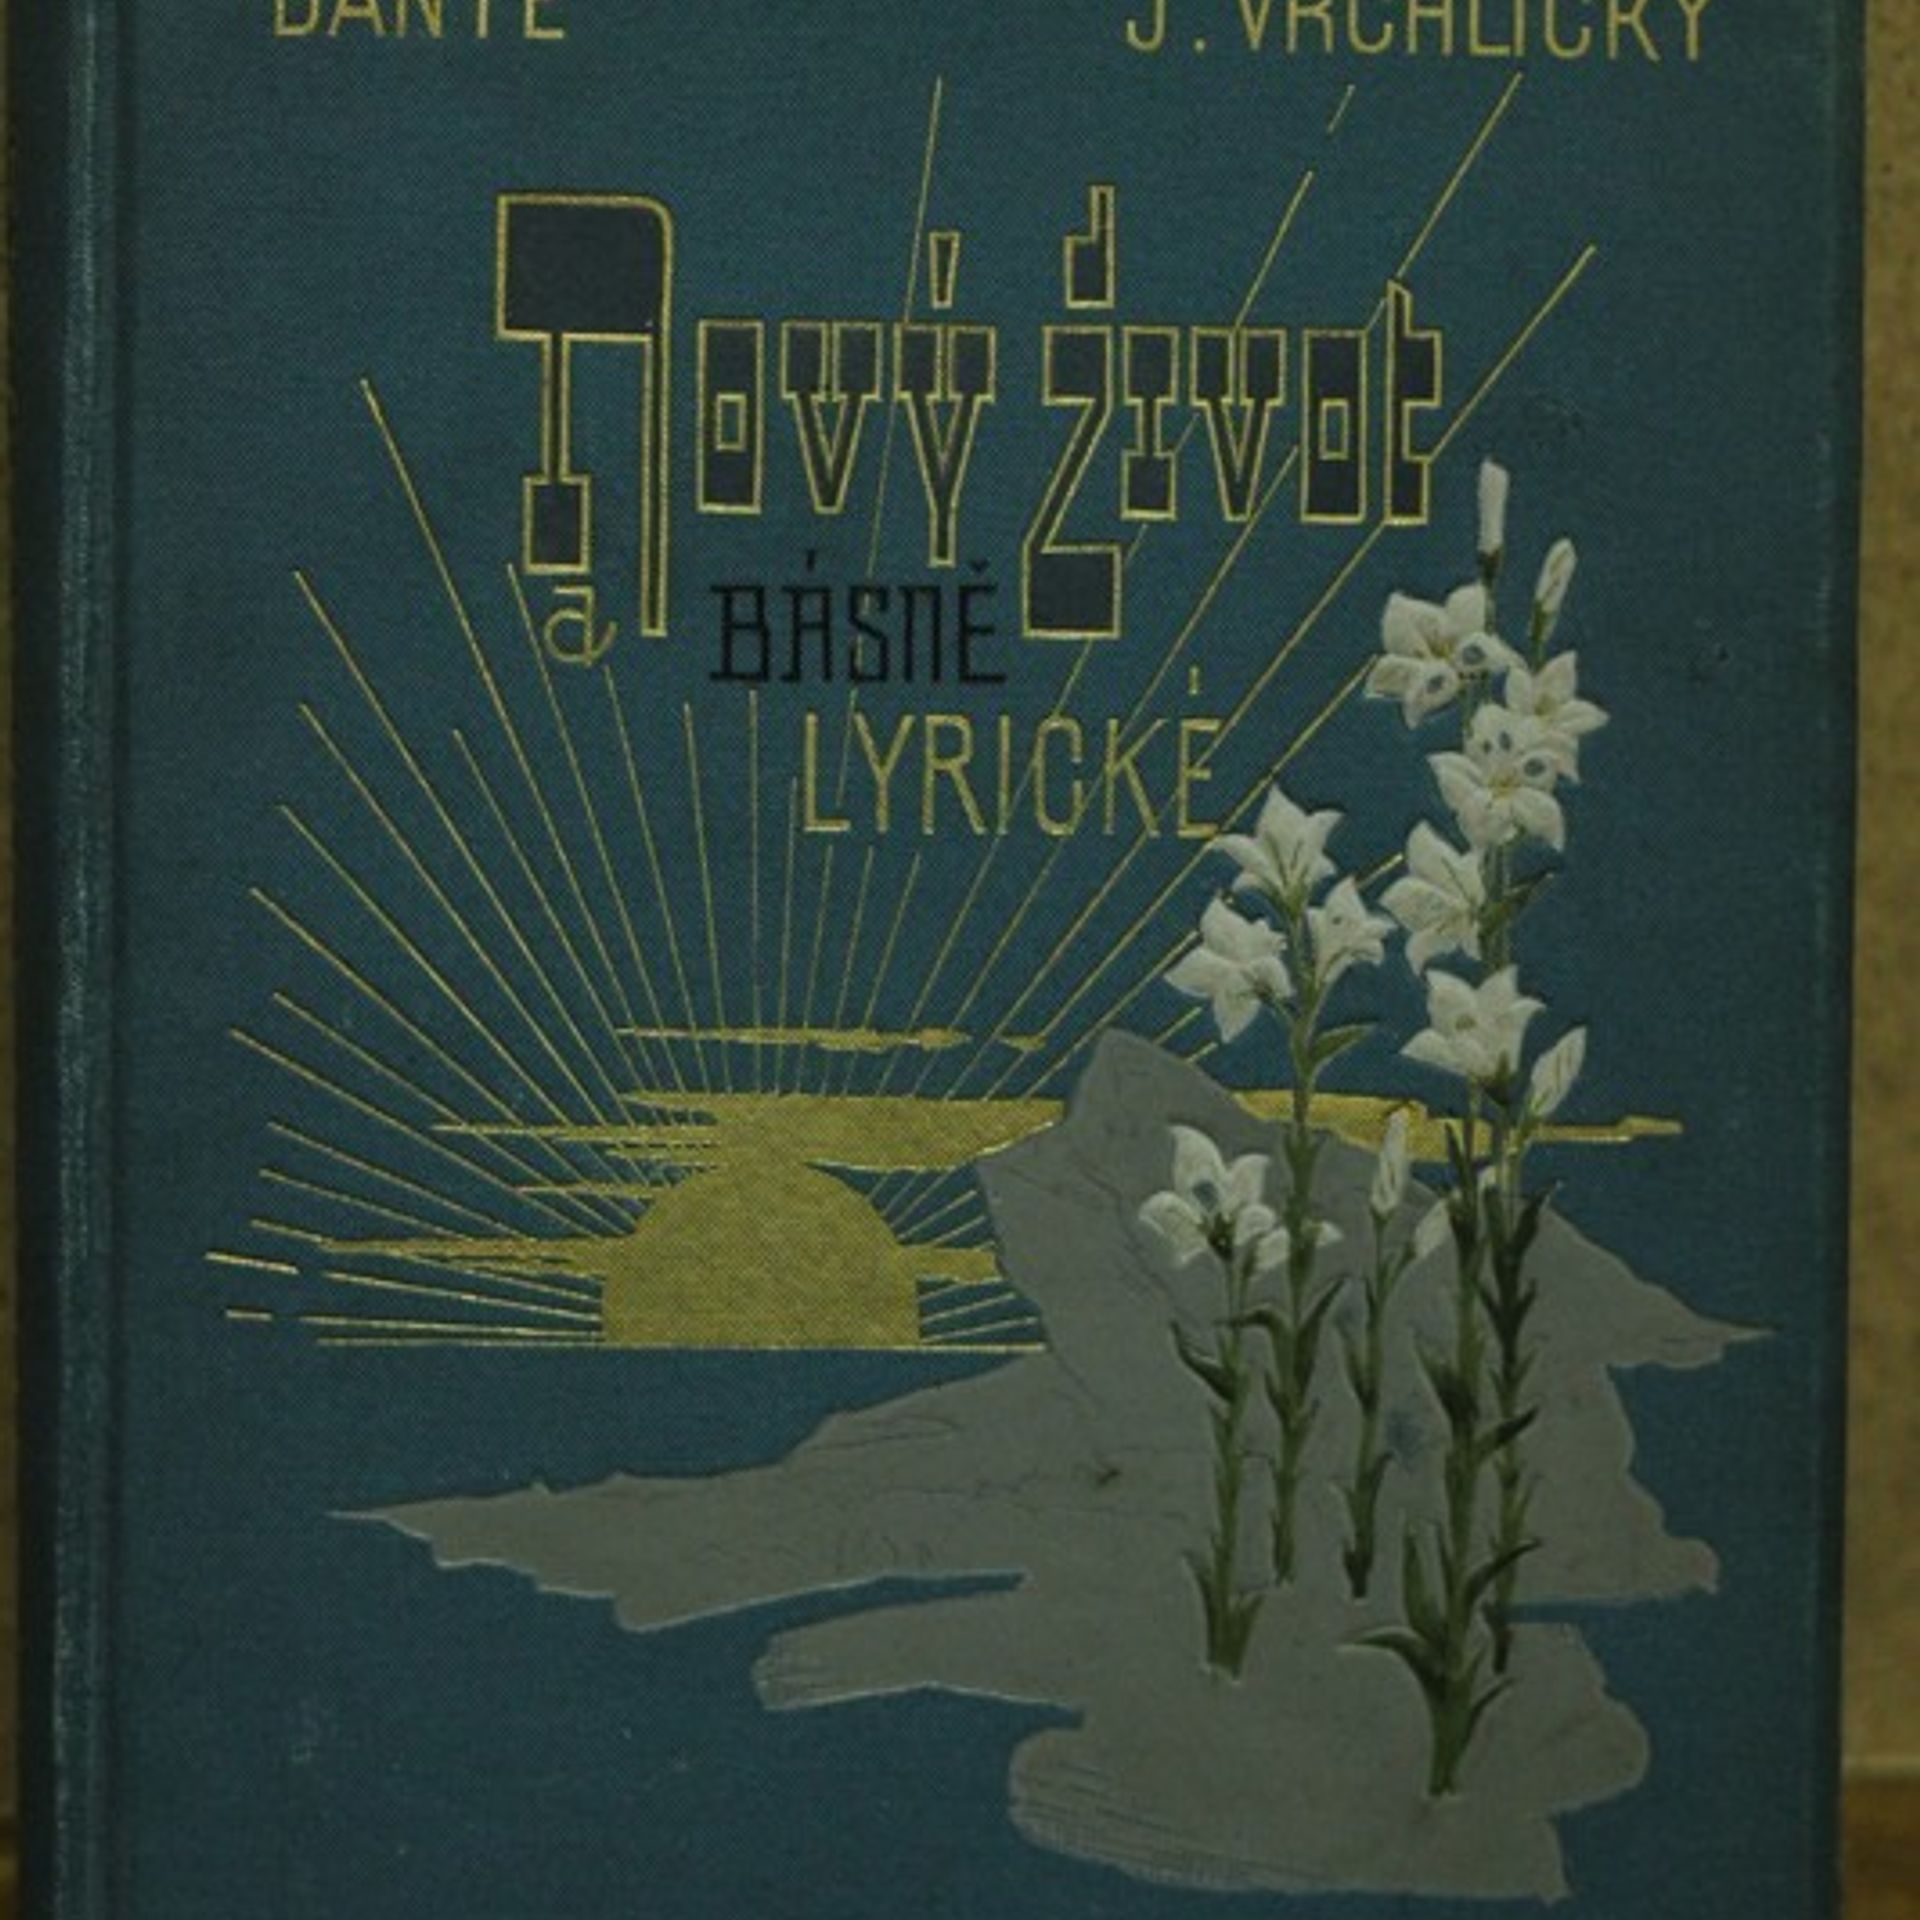 DANTE J. VRCHLICKÝ
Nový život
a BÁSNĚ
LYRICKÉ